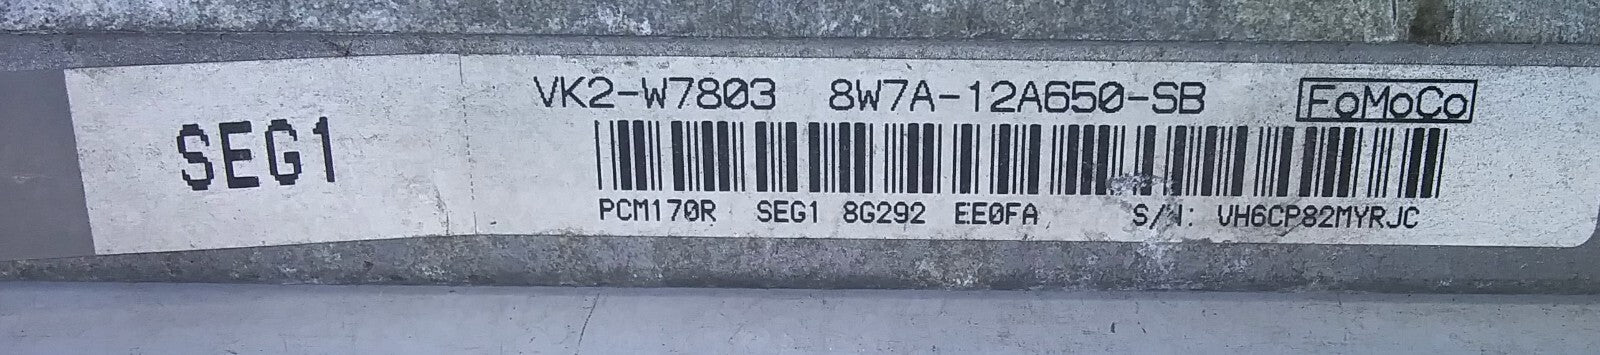 SEG1
VK2-W7803 8W7A-12A650-SB FoMoCo
PCM170R SEG1 8G292 EE0FA S/N: VH6CP82MYRJC